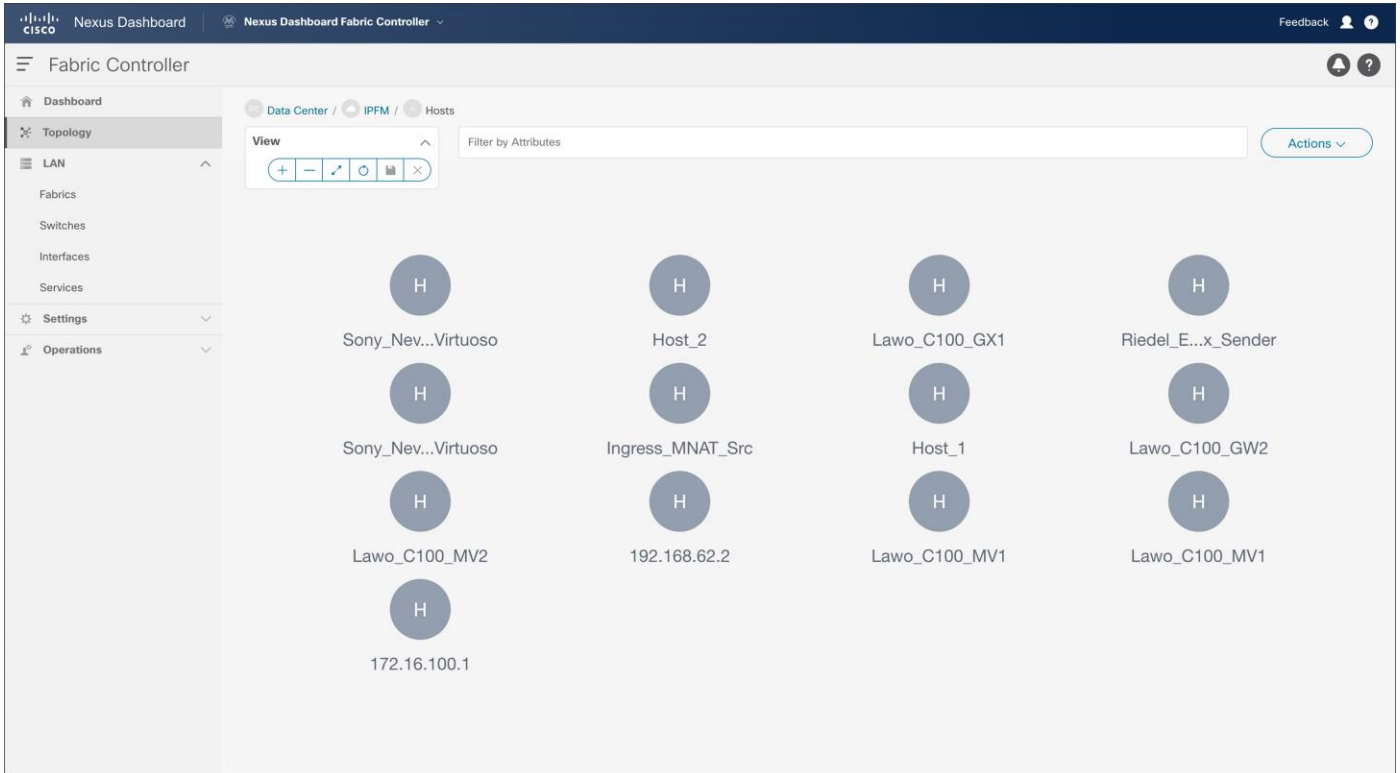 CISCO Nexus Dashboard Nexus Dashboard Fabric Controller Feedback ?
Fabric Controller ?
Dashboard
Topology
LAN
Fabrics
Switches
Interfaces
Services
Settings
Operations
Data Center / IPFM / Hosts
View
Filter by Attributes
Actions
H H H H
Sony_Nev...Virtuoso Host_2 Lawo_C100_GX1 Riedel_E...x_Sender
H H H H
Sony_Nev...Virtuoso Ingress_MNAT_Src Host_1 Lawo_C100_GW2
H H H H
Lawo_C100_MV2 192.168.62.2 Lawo_C100_MV1 Lawo_C100_MV1
H
172.16.100.1